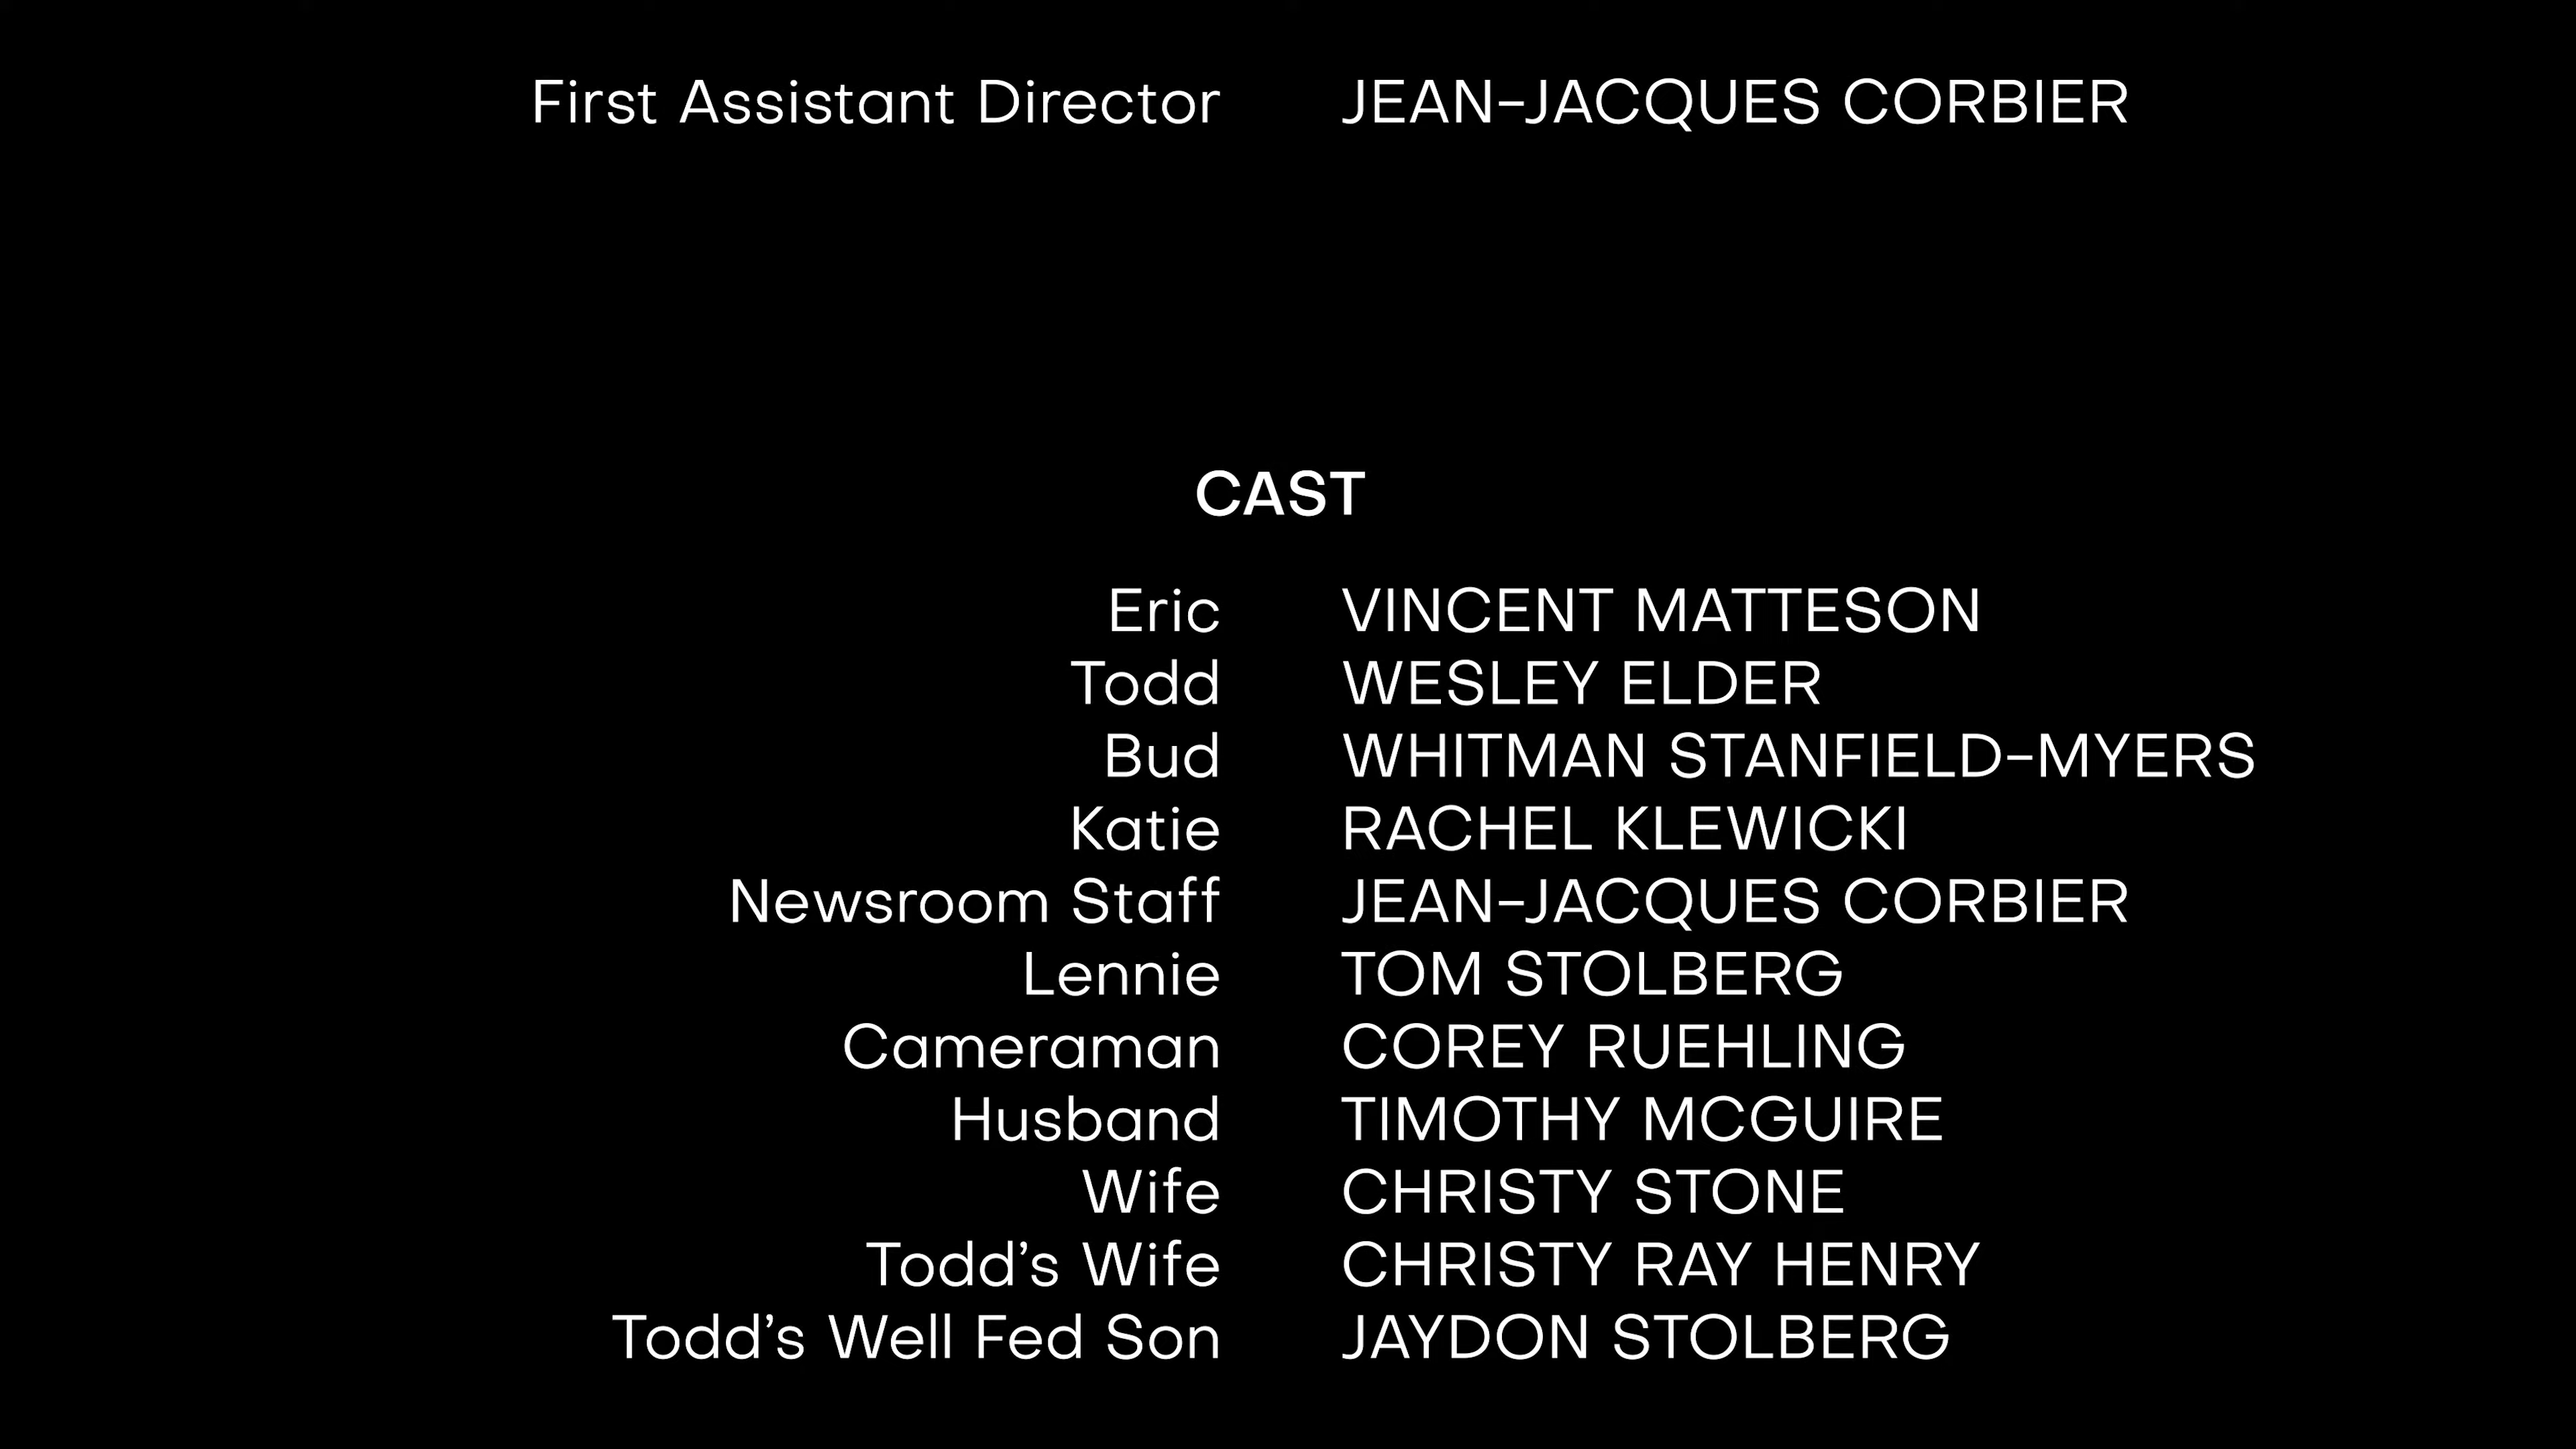 First Assistant Director JEAN-JACQUES CORBIER
CAST
Eric VINCENT MATTESON
Todd WESLEY ELDER
Bud WHITMAN STANFIELD-MYERS
Katie RACHEL KLEWICKI
Newsroom Staff JEAN-JACQUES CORBIER
Lennie TOM STOLBERG
Cameraman COREY RUEHLING
Husband TIMOTHY MCGUIRE
Wife CHRISTY STONE
Todd’s Wife CHRISTY RAY HENRY
Todd’s Well Fed Son JAYDON STOLBERG